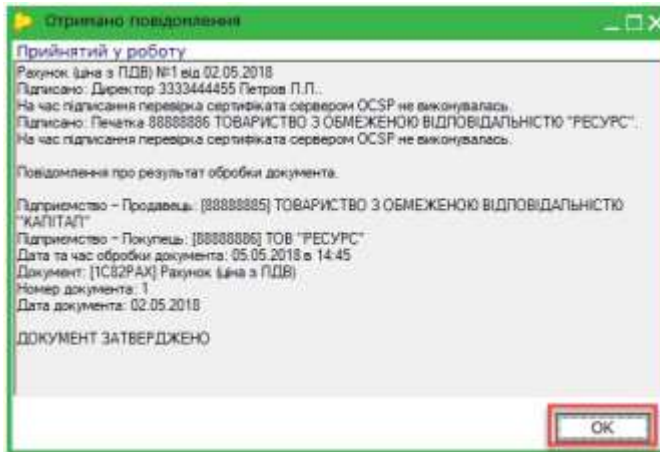 Отримано повідомлення
Прийнятий у роботу
Рахунок (ціна з ПДВ) №1 від 02.05.2018
Підписано: Директор 3333444455 Петров П.П..
На час підписання перевірка сертифіката сервером OCSP не виконувалась.
Підписано: Печатка 88888886 ТОВАРИСТВО З ОБМЕЖЕНОЮ ВІДПОВІДАЛЬНІСТЮ "РЕСУРС".
На час підписання перевірка сертифіката сервером OCSP не виконувалась.
Повідомлення про результат обробки документа.
Підприємство – Продавець: [88888885] ТОВАРИСТВО З ОБМЕЖЕНОЮ ВІДПОВІДАЛЬНІСТЮ
"КАПІТАЛ"
Підприємство – Покупець: [88888886] ТОВ "РЕСУРС"
Дата та час обробки документа: 05.05.2018 в 14:45
Документ: [1C82PAX] Рахунок (ціна з ПДВ)
Номер документа: 1
Дата документа: 02.05.2018
ДОКУМЕНТ ЗАТВЕРДЖЕНО
OK